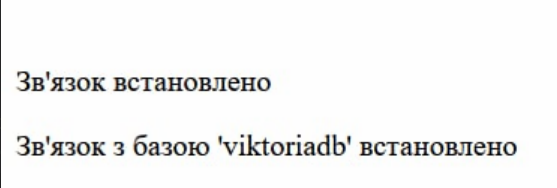 Зв'язок встановлено
Зв'язок з базою 'viktoriadb' встановлено